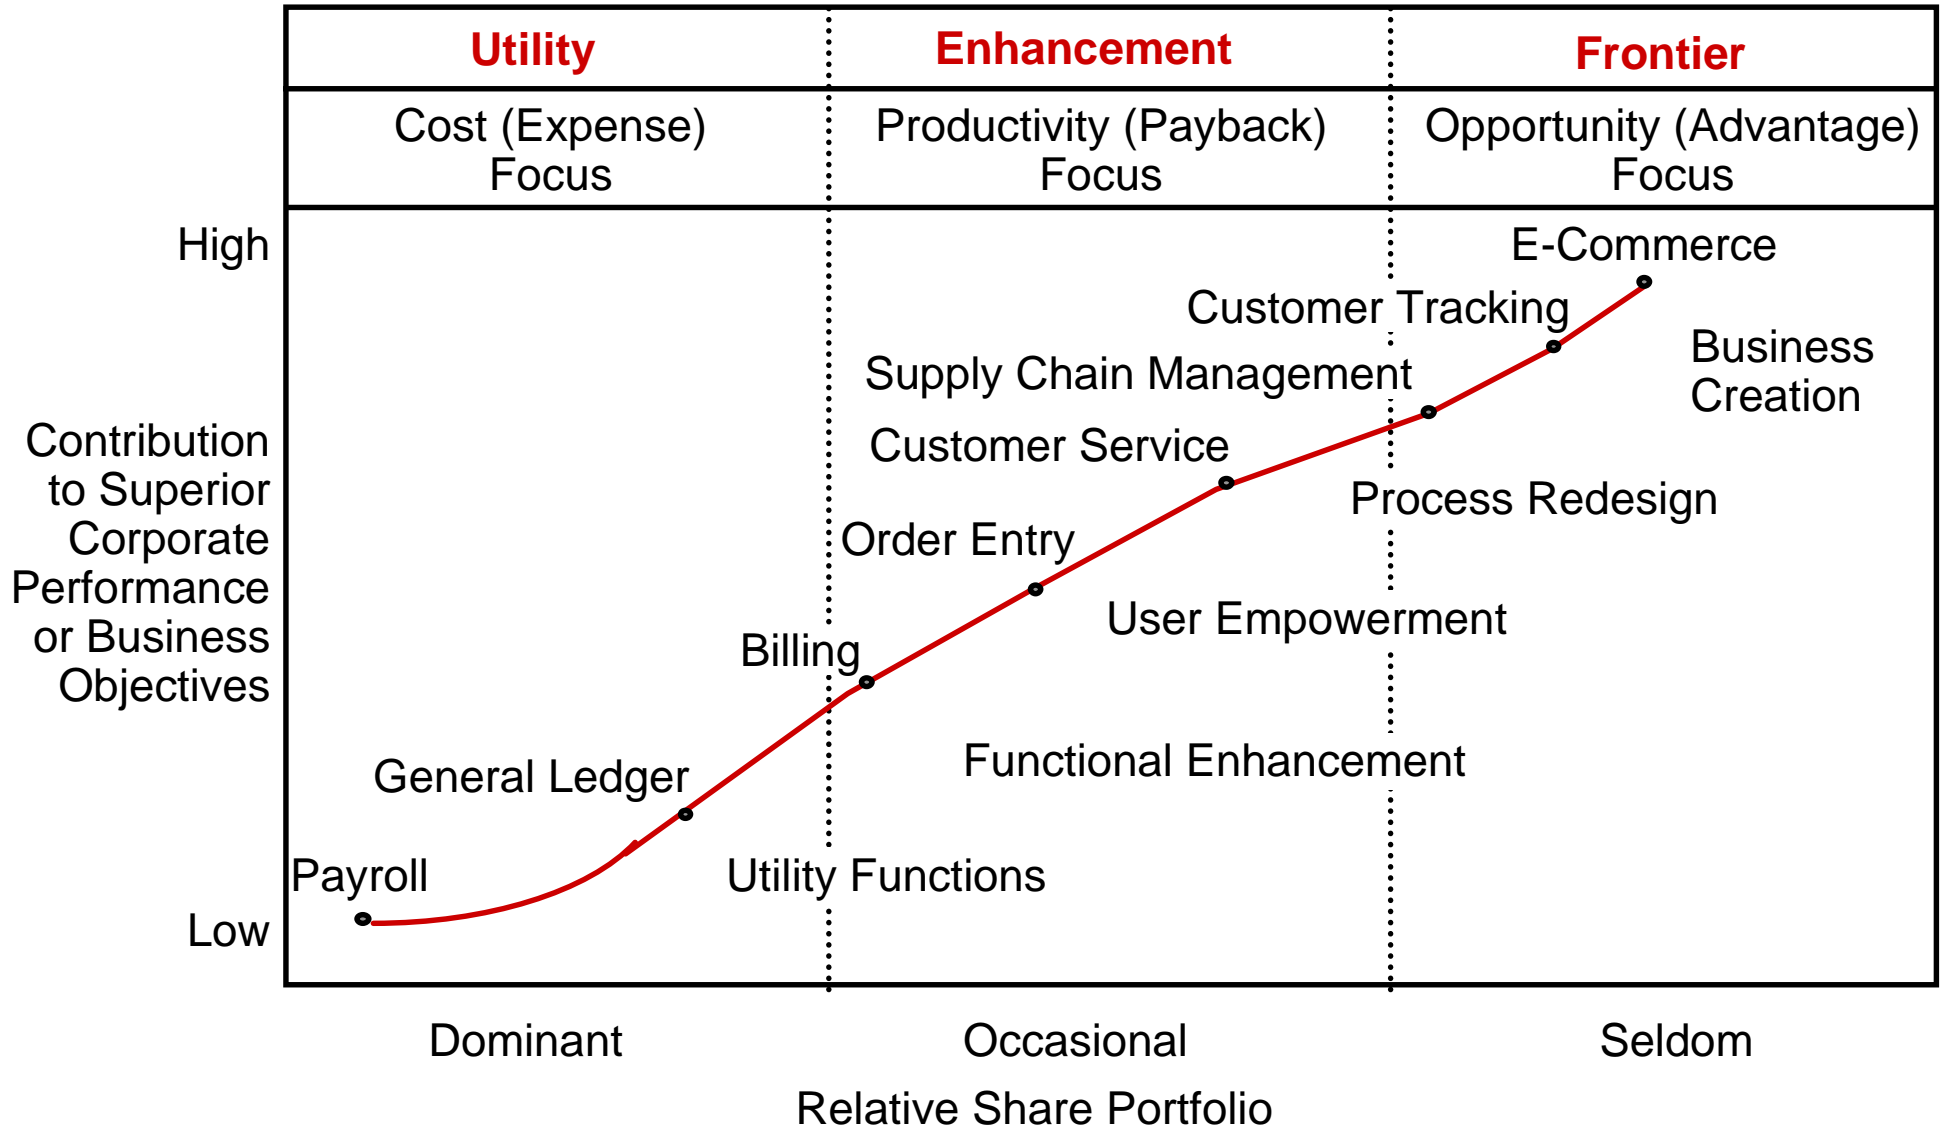 Utility
Enhancement
Frontier
Cost (Expense)
Focus
Productivity (Payback)
Focus
Opportunity (Advantage)
Focus
High
E-Commerce
Customer Tracking
Business
Creation
Supply Chain Management
Contribution
to Superior
Corporate
Performance
or Business
Objectives
Customer Service
Process Redesign
Order Entry
User Empowerment
Billing
Functional Enhancement
General Ledger
Payroll
Utility Functions
Low
Dominant
Occasional
Seldom
Relative Share Portfolio